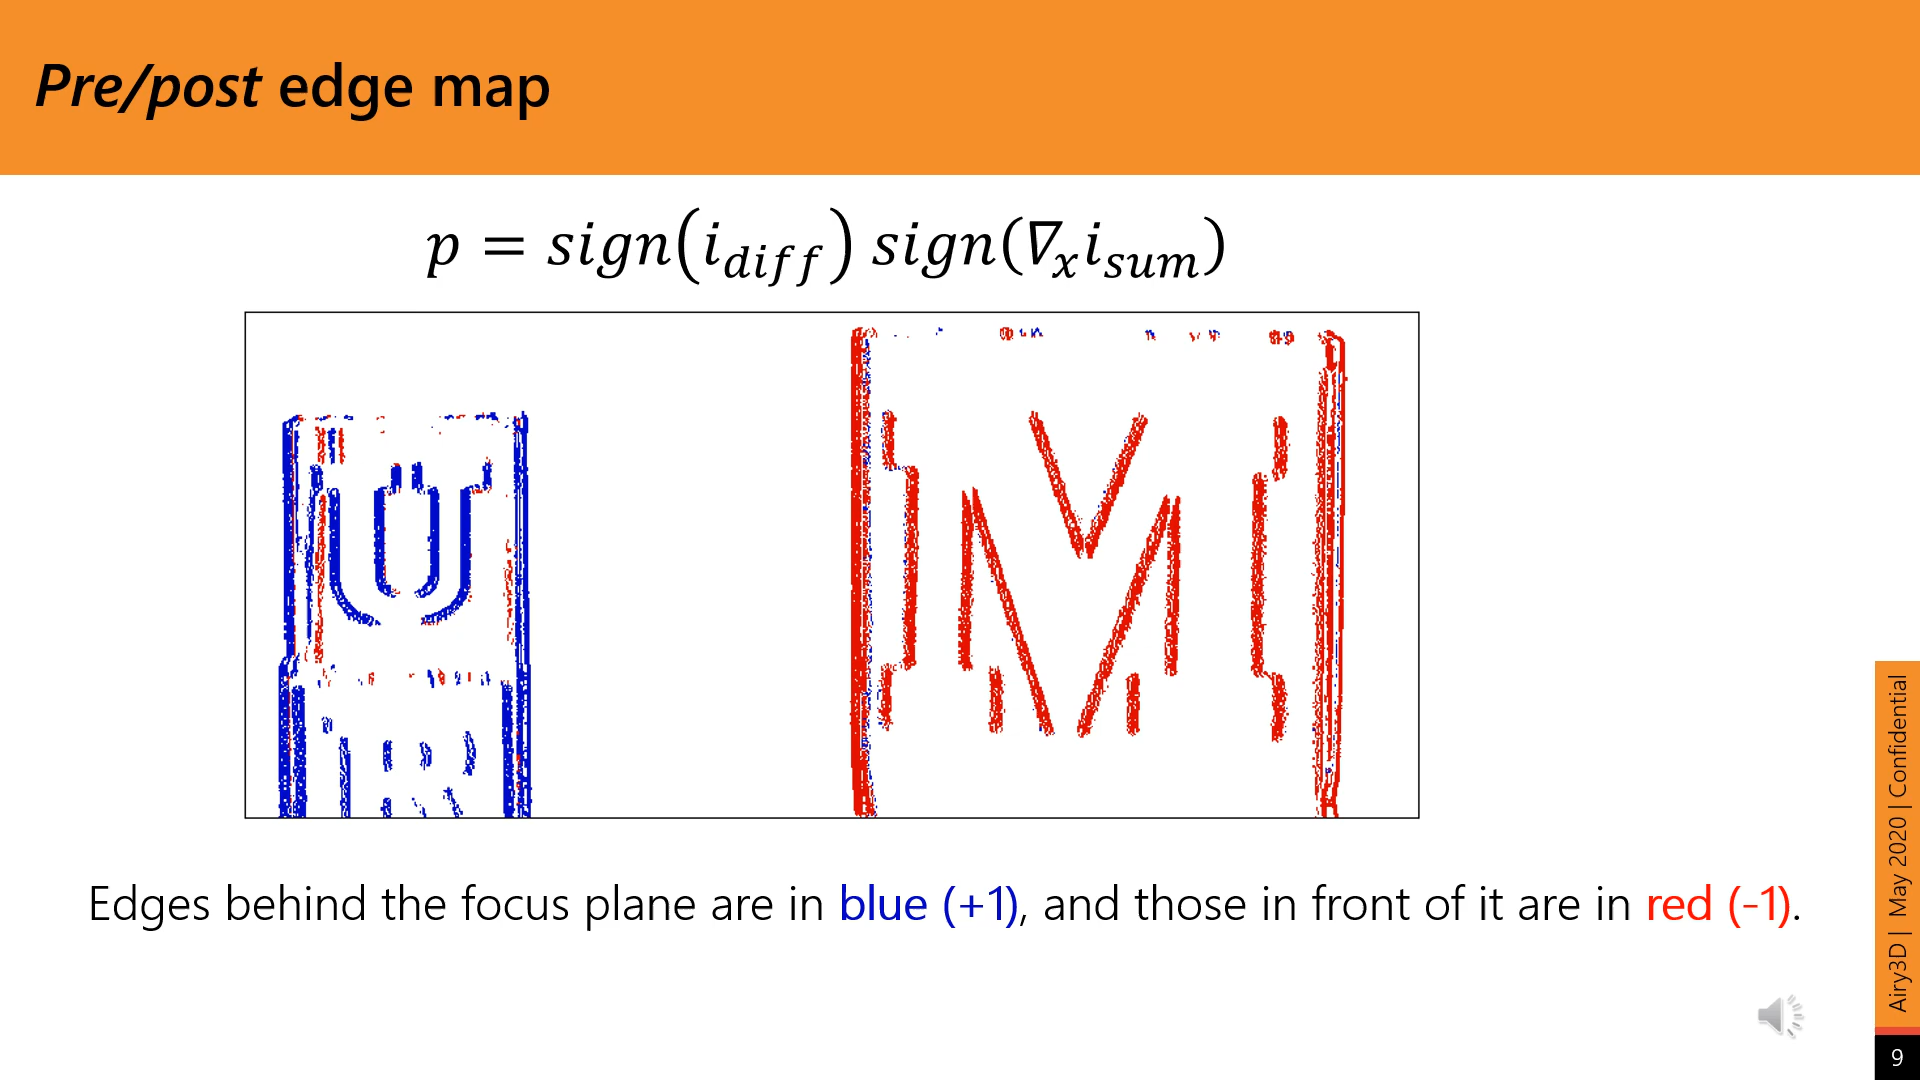 Pre/post edge map
p = sign(i_diff) sign(∇_x i_sum)
U
R
M
Edges behind the focus plane are in blue (+1), and those in front of it are in red (-1).
Airy3D | May 2020 | Confidential
9